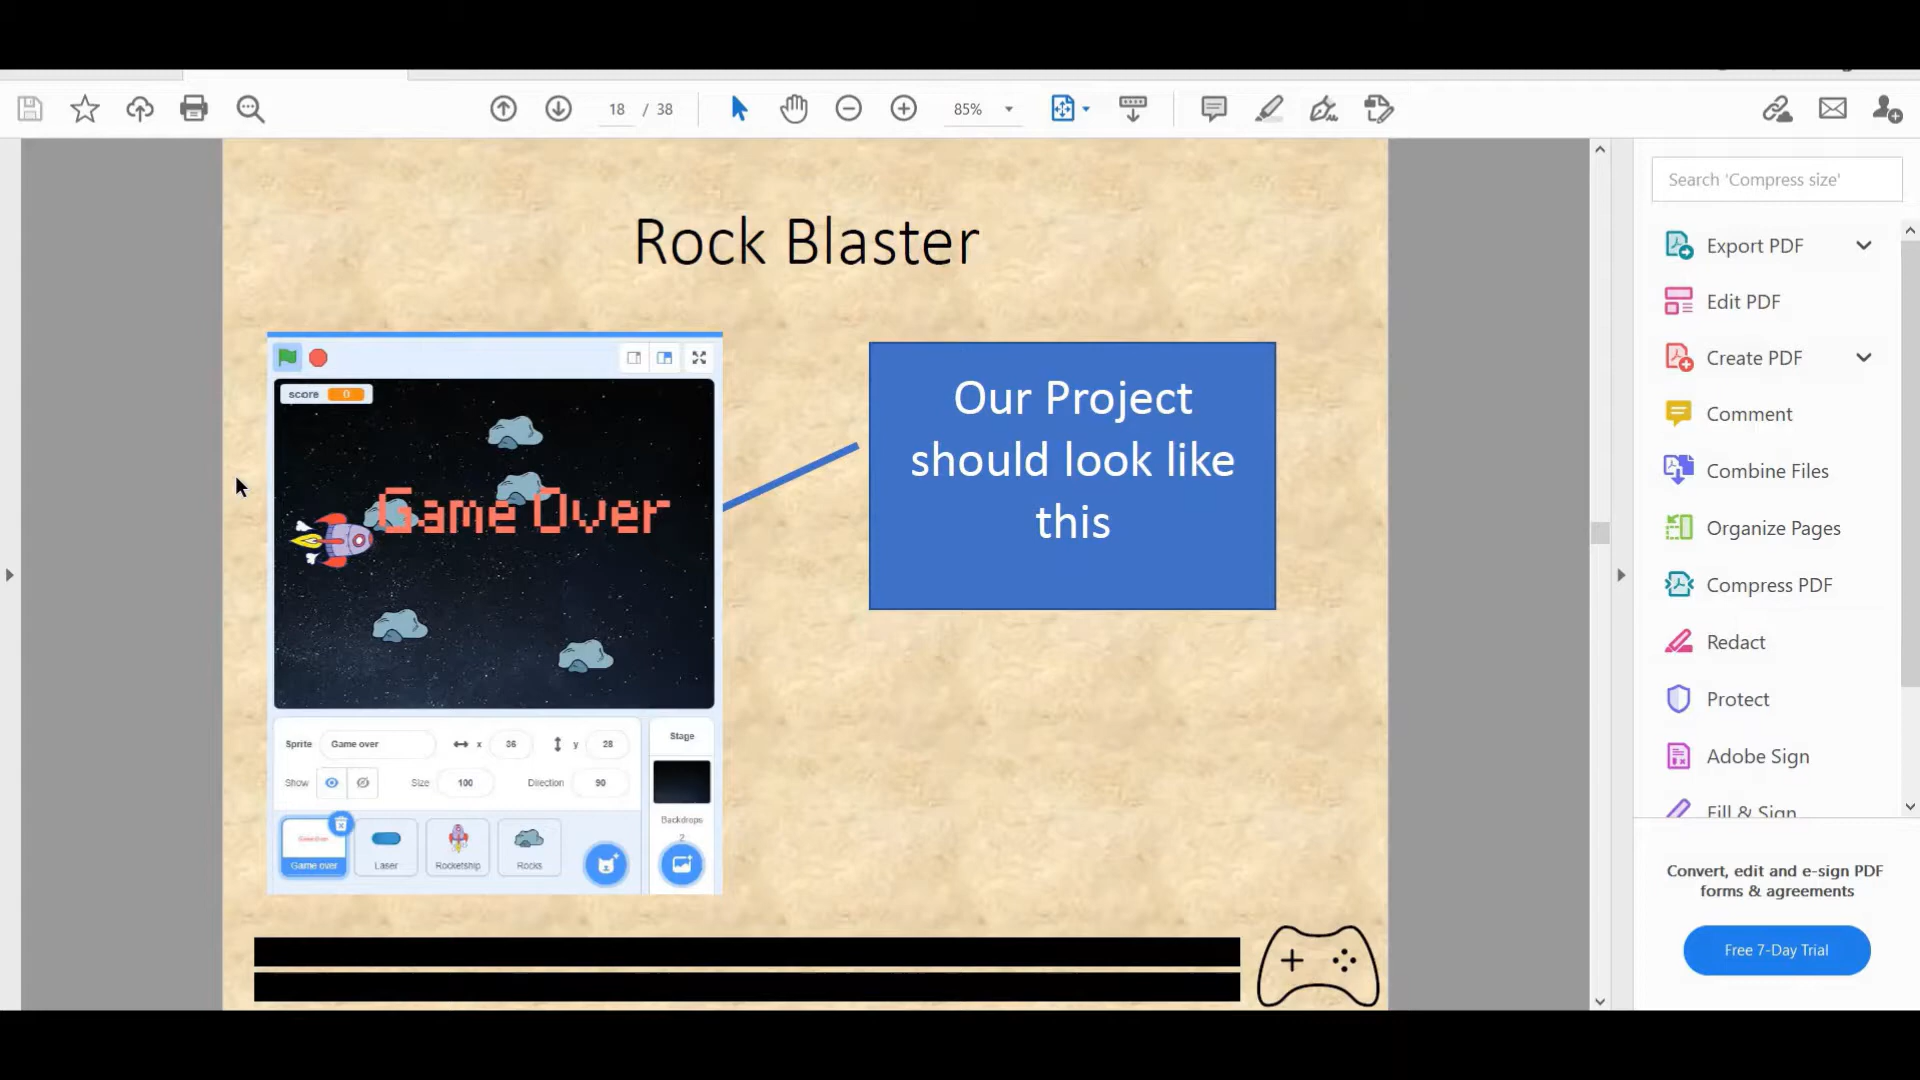 18 / 38
85%
Rock Blaster
score 0
Game Over
Our Project
should look like
this
Sprite Game over x 36 y 28
Show Size 100 Direction 90
Stage
Backdrops
2
Game Over
Game over
Laser
Rocketship
Rocks
Search 'Compress size'
Export PDF
Edit PDF
Create PDF
Comment
Combine Files
Organize Pages
Compress PDF
Redact
Protect
Adobe Sign
Fill & Sign
Convert, edit and e-sign PDF
forms & agreements
Free 7-Day Trial